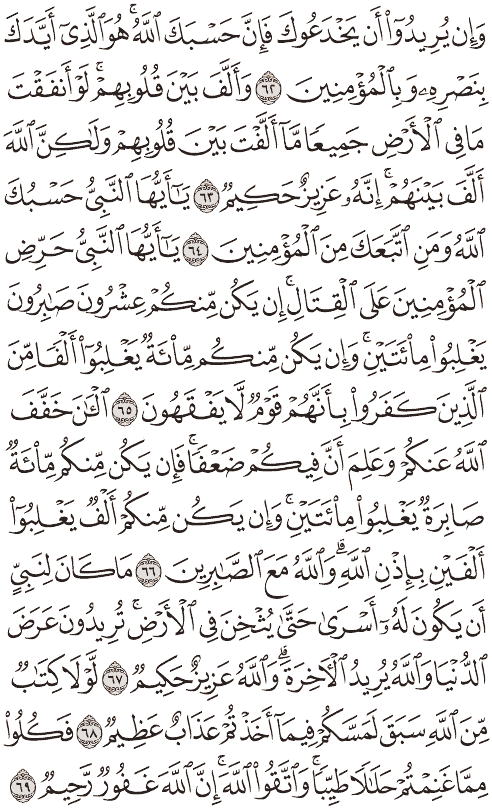 وَإِن يُرِيدُوٓا۟ أَن يَخْدَعُوكَ فَإِنَّ حَسْبَكَ ٱللَّهُ ۚ هُوَ ٱلَّذِىٓ أَيَّدَكَ
بِنَصْرِهِۦ وَبِٱلْمُؤْمِنِينَ ٦٢ وَأَلَّفَ بَيْنَ قُلُوبِهِمْ ۚ لَوْ أَنفَقْتَ
مَا فِى ٱلْأَرْضِ جَمِيعًا مَّآ أَلَّفْتَ بَيْنَ قُلُوبِهِمْ وَلَٰكِنَّ ٱللَّهَ
أَلَّفَ بَيْنَهُمْ ۚ إِنَّهُۥ عَزِيزٌ حَكِيمٌ ٦٣ يَٰٓأَيُّهَا ٱلنَّبِىُّ حَسْبُكَ
ٱللَّهُ وَمَنِ ٱتَّبَعَكَ مِنَ ٱلْمُؤْمِنِينَ ٦٤ يَٰٓأَيُّهَا ٱلنَّبِىُّ حَرِّضِ
ٱلْمُؤْمِنِينَ عَلَى ٱلْقِتَالِ ۚ إِن يَكُن مِّنكُمْ عِشْرُونَ صَٰبِرُونَ
يَغْلِبُوا۟ مِا۟ئَتَيْنِ ۚ وَإِن يَكُن مِّنكُم مِّا۟ئَةٌ يَغْلِبُوٓا۟ أَلْفًا مِّنَ
ٱلَّذِينَ كَفَرُوا۟ بِأَنَّهُمْ قَوْمٌ لَّا يَفْقَهُونَ ٦٥ ٱلْـَٰٔنَ خَفَّفَ
ٱللَّهُ عَنكُمْ وَعَلِمَ أَنَّ فِيكُمْ ضَعْفًا ۚ فَإِن يَكُن مِّنكُم مِّا۟ئَةٌ
صَابِرَةٌ يَغْلِبُوا۟ مِا۟ئَتَيْنِ ۚ وَإِن يَكُن مِّنكُمْ أَلْفٌ يَغْلِبُوٓا۟
أَلْفَيْنِ بِإِذْنِ ٱللَّهِ ۗ وَٱللَّهُ مَعَ ٱلصَّٰبِرِينَ ٦٦ مَا كَانَ لِنَبِىٍّ
أَن يَكُونَ لَهُۥٓ أَسْرَىٰ حَتَّىٰ يُثْخِنَ فِى ٱلْأَرْضِ ۚ تُرِيدُونَ عَرَضَ
ٱلدُّنْيَا وَٱللَّهُ يُرِيدُ ٱلْءَاخِرَةَ ۗ وَٱللَّهُ عَزِيزٌ حَكِيمٌ ٦٧ لَّوْلَا كِتَٰبٌ
مِّنَ ٱللَّهِ سَبَقَ لَمَسَّكُمْ فِيمَآ أَخَذْتُمْ عَذَابٌ عَظِيمٌ ٦٨ فَكُلُوا۟
مِمَّا غَنِمْتُمْ حَلَٰلًا طَيِّبًا ۚ وَٱتَّقُوا۟ ٱللَّهَ ۚ إِنَّ ٱللَّهَ غَفُورٌ رَّحِيمٌ ٦٩